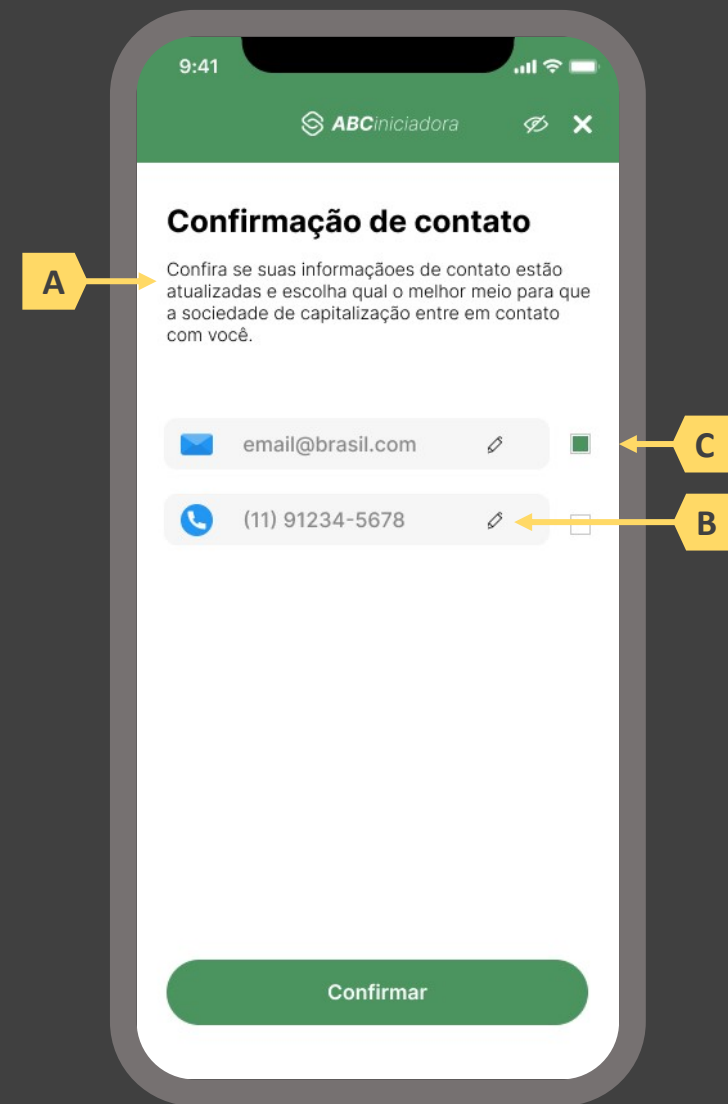 9:41
ABCiniciadora
Confirmação de contato
A
Confira se suas informaçãoes de contato estão
atualizadas e escolha qual o melhor meio para que
a sociedade de capitalização entre em contato
com você.
email@brasil.com
C
(11) 91234-5678
B
Confirmar